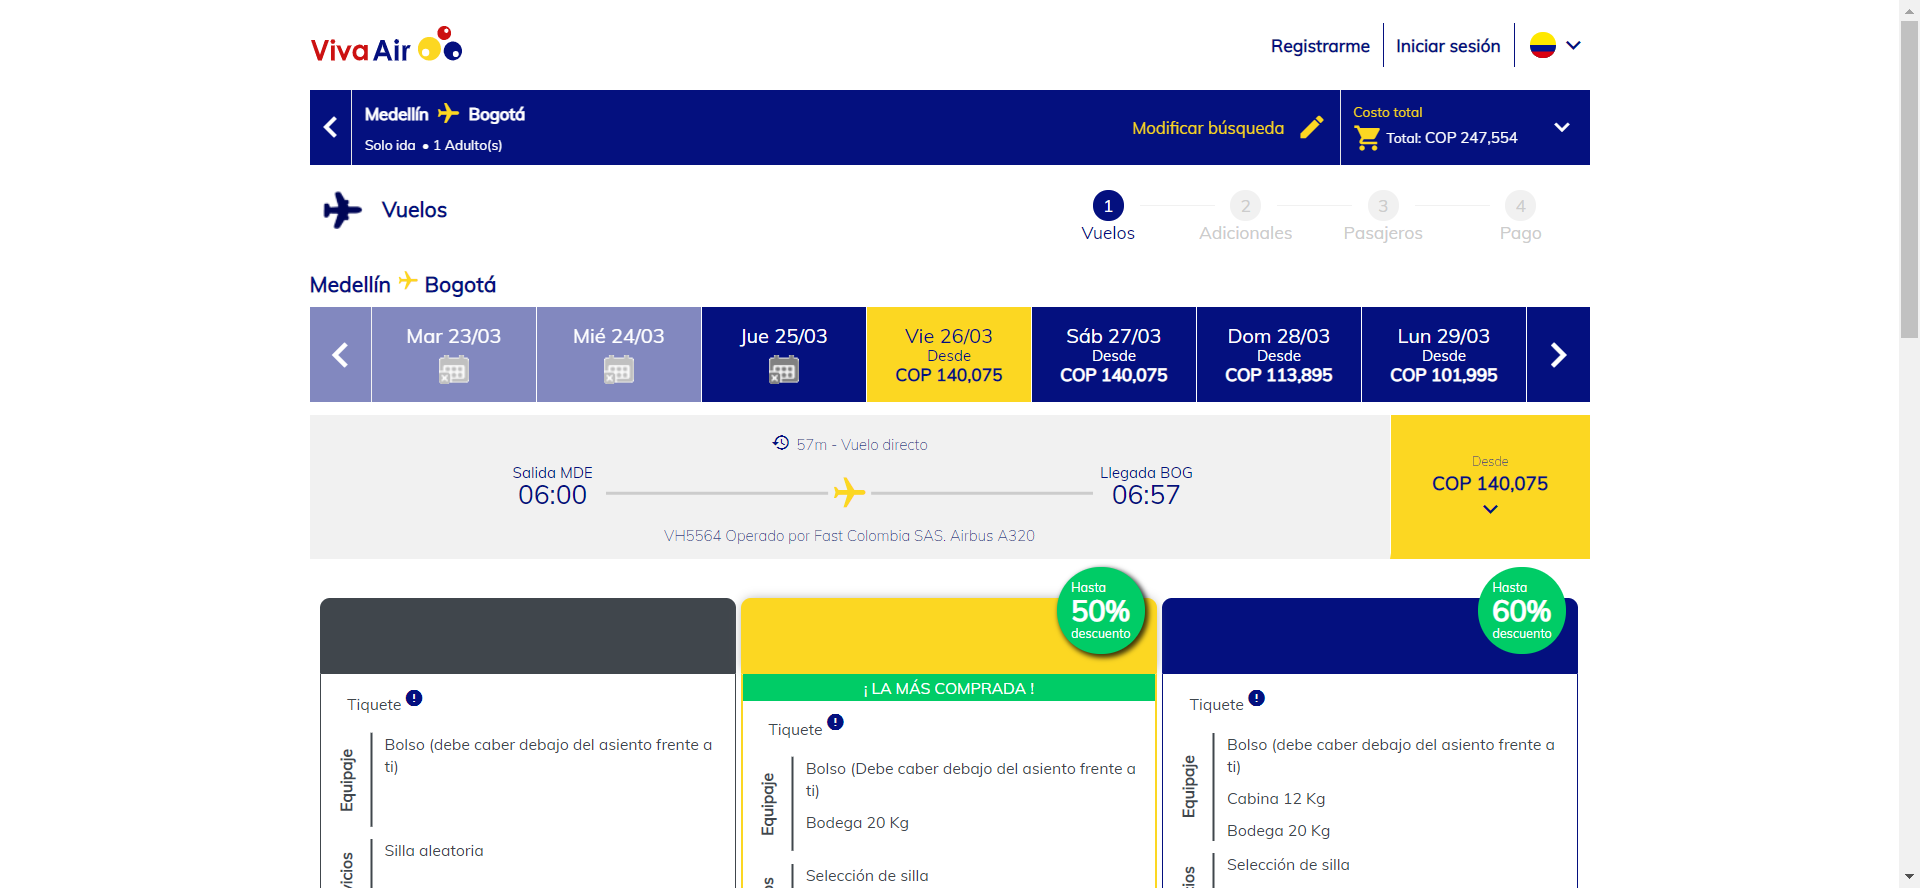 Viva Air
Registrarme
Iniciar sesión
Medellín Bogotá
Solo ida • 1 Adulto(s)
Modificar búsqueda
Costo total
Total: COP 247,554
Vuelos
1
Vuelos
2
Adicionales
3
Pasajeros
4
Pago
Medellín Bogotá
Mar 23/03
Mié 24/03
Jue 25/03
Vie 26/03
Desde
COP 140,075
Sáb 27/03
Desde
COP 140,075
Dom 28/03
Desde
COP 113,895
Lun 29/03
Desde
COP 101,995
57m - Vuelo directo
Salida MDE
06:00
Llegada BOG
06:57
VH5564 Operado por Fast Colombia SAS. Airbus A320
Desde
COP 140,075
Tiquete
Equipaje
Bolso (debe caber debajo del asiento frente a
ti)
Silla aleatoria
Hasta
50%
descuento
¡ LA MÁS COMPRADA !
Tiquete
Equipaje
Bolso (Debe caber debajo del asiento frente a
ti)
Bodega 20 Kg
Selección de silla
Hasta
60%
descuento
Tiquete
Equipaje
Bolso (debe caber debajo del asiento frente a
ti)
Cabina 12 Kg
Bodega 20 Kg
Selección de silla